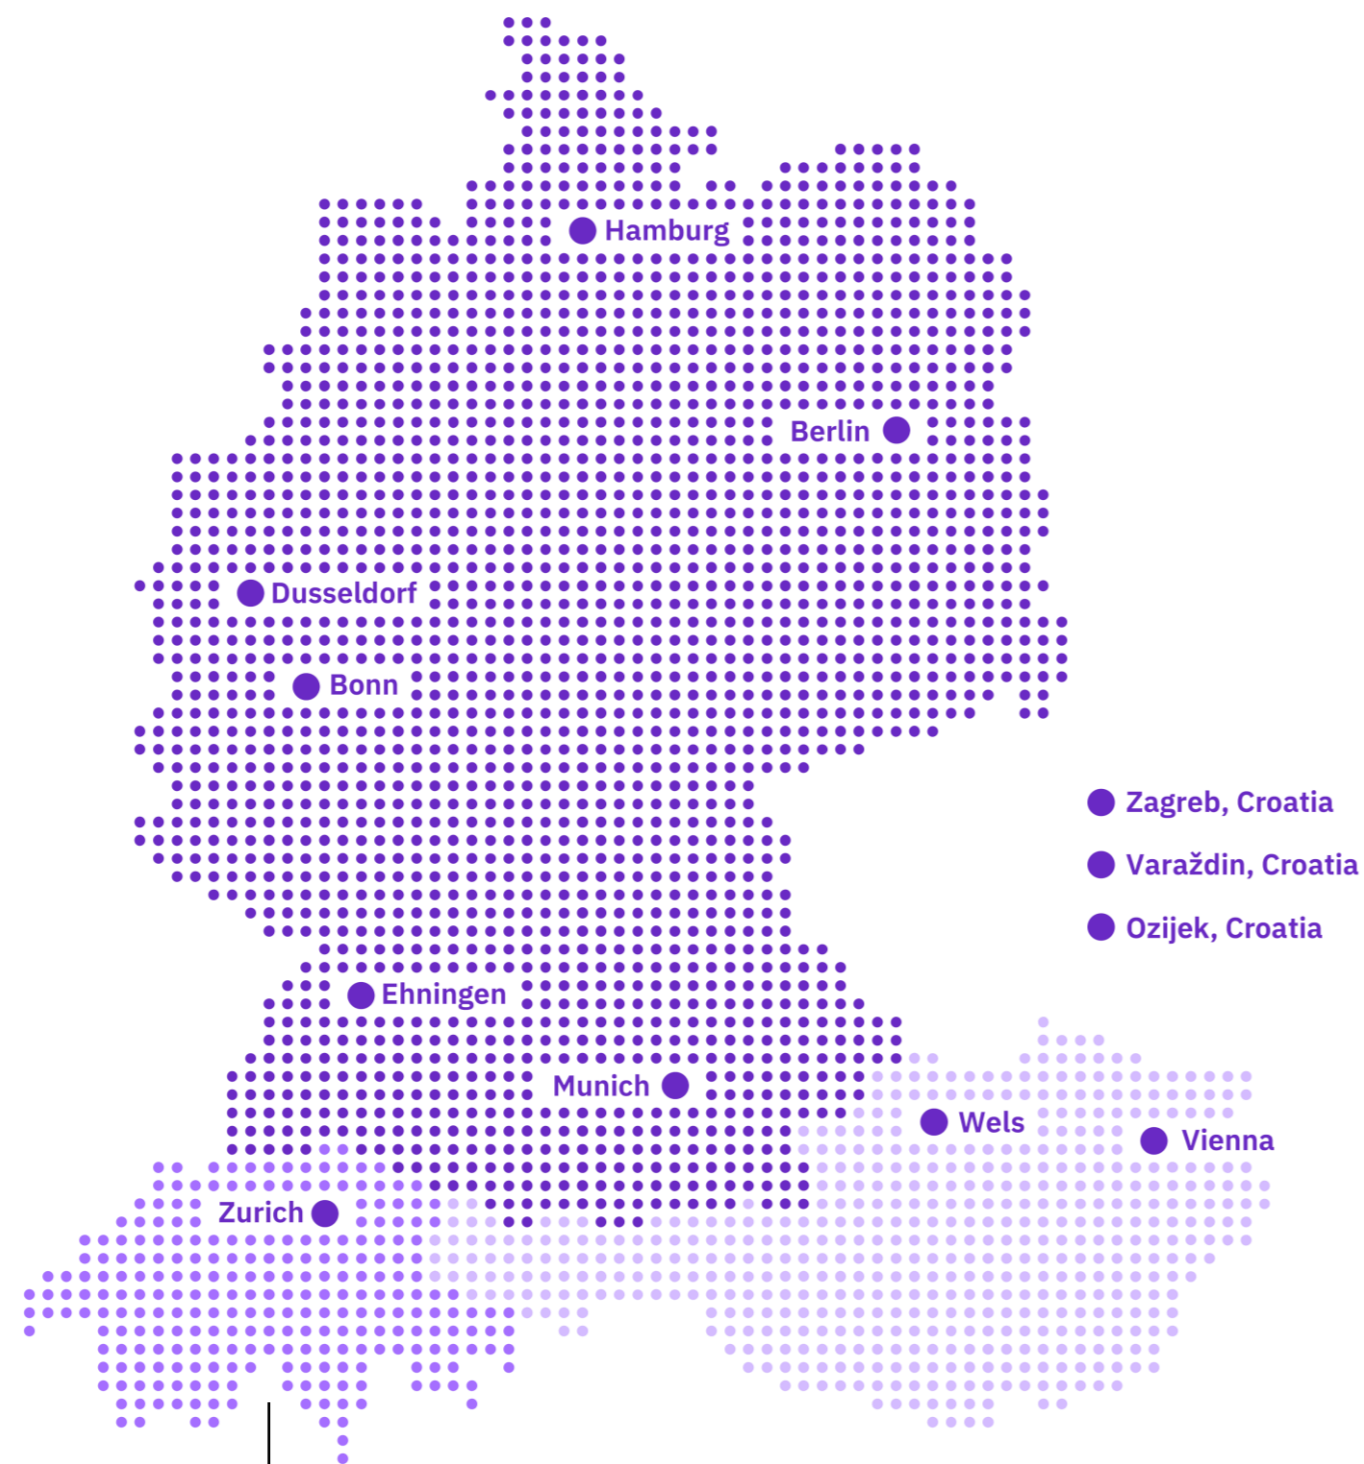 Hamburg
Berlin
Dusseldorf
Bonn
Zagreb, Croatia
Varaždin, Croatia
Ozijek, Croatia
Ehningen
Munich
Wels
Vienna
Zurich